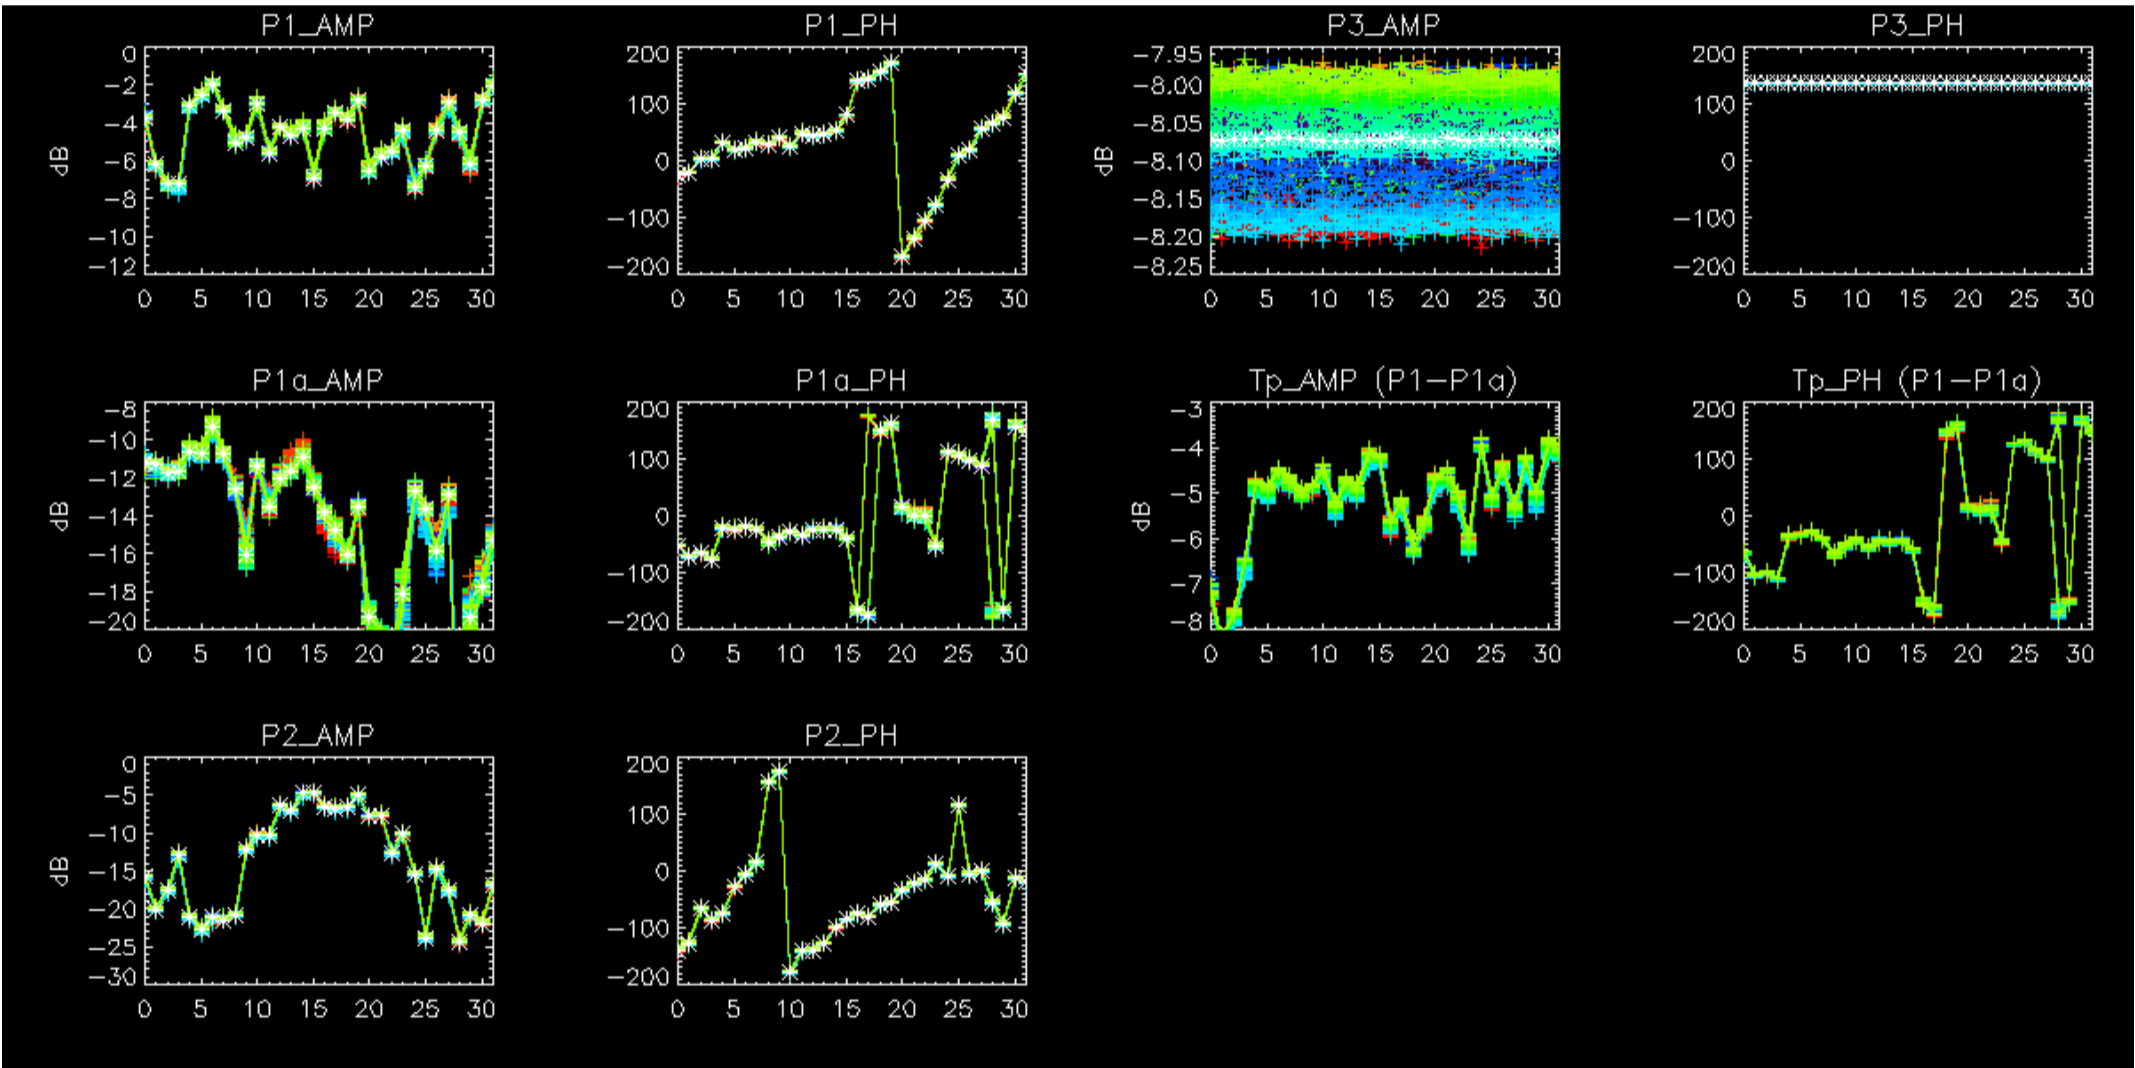 P1_AMP
dB
0
-2
-4
-6
-8
-10
-12
0 5 10 15 20 25 30
P1_PH
200
100
0
-100
-200
0 5 10 15 20 25 30
P3_AMP
dB
-7.95
-8.00
-8.05
-8.10
-8.15
-8.20
-8.25
0 5 10 15 20 25 30
P3_PH
200
100
0
-100
-200
0 5 10 15 20 25 30
P1a_AMP
dB
-8
-10
-12
-14
-16
-18
-20
0 5 10 15 20 25 30
P1a_PH
200
100
0
-100
-200
0 5 10 15 20 25 30
Tp_AMP (P1-P1a)
dB
-3
-4
-5
-6
-7
-8
0 5 10 15 20 25 30
Tp_PH (P1-P1a)
200
100
0
-100
-200
0 5 10 15 20 25 30
P2_AMP
dB
0
-5
-10
-15
-20
-25
-30
0 5 10 15 20 25 30
P2_PH
200
100
0
-100
-200
0 5 10 15 20 25 30